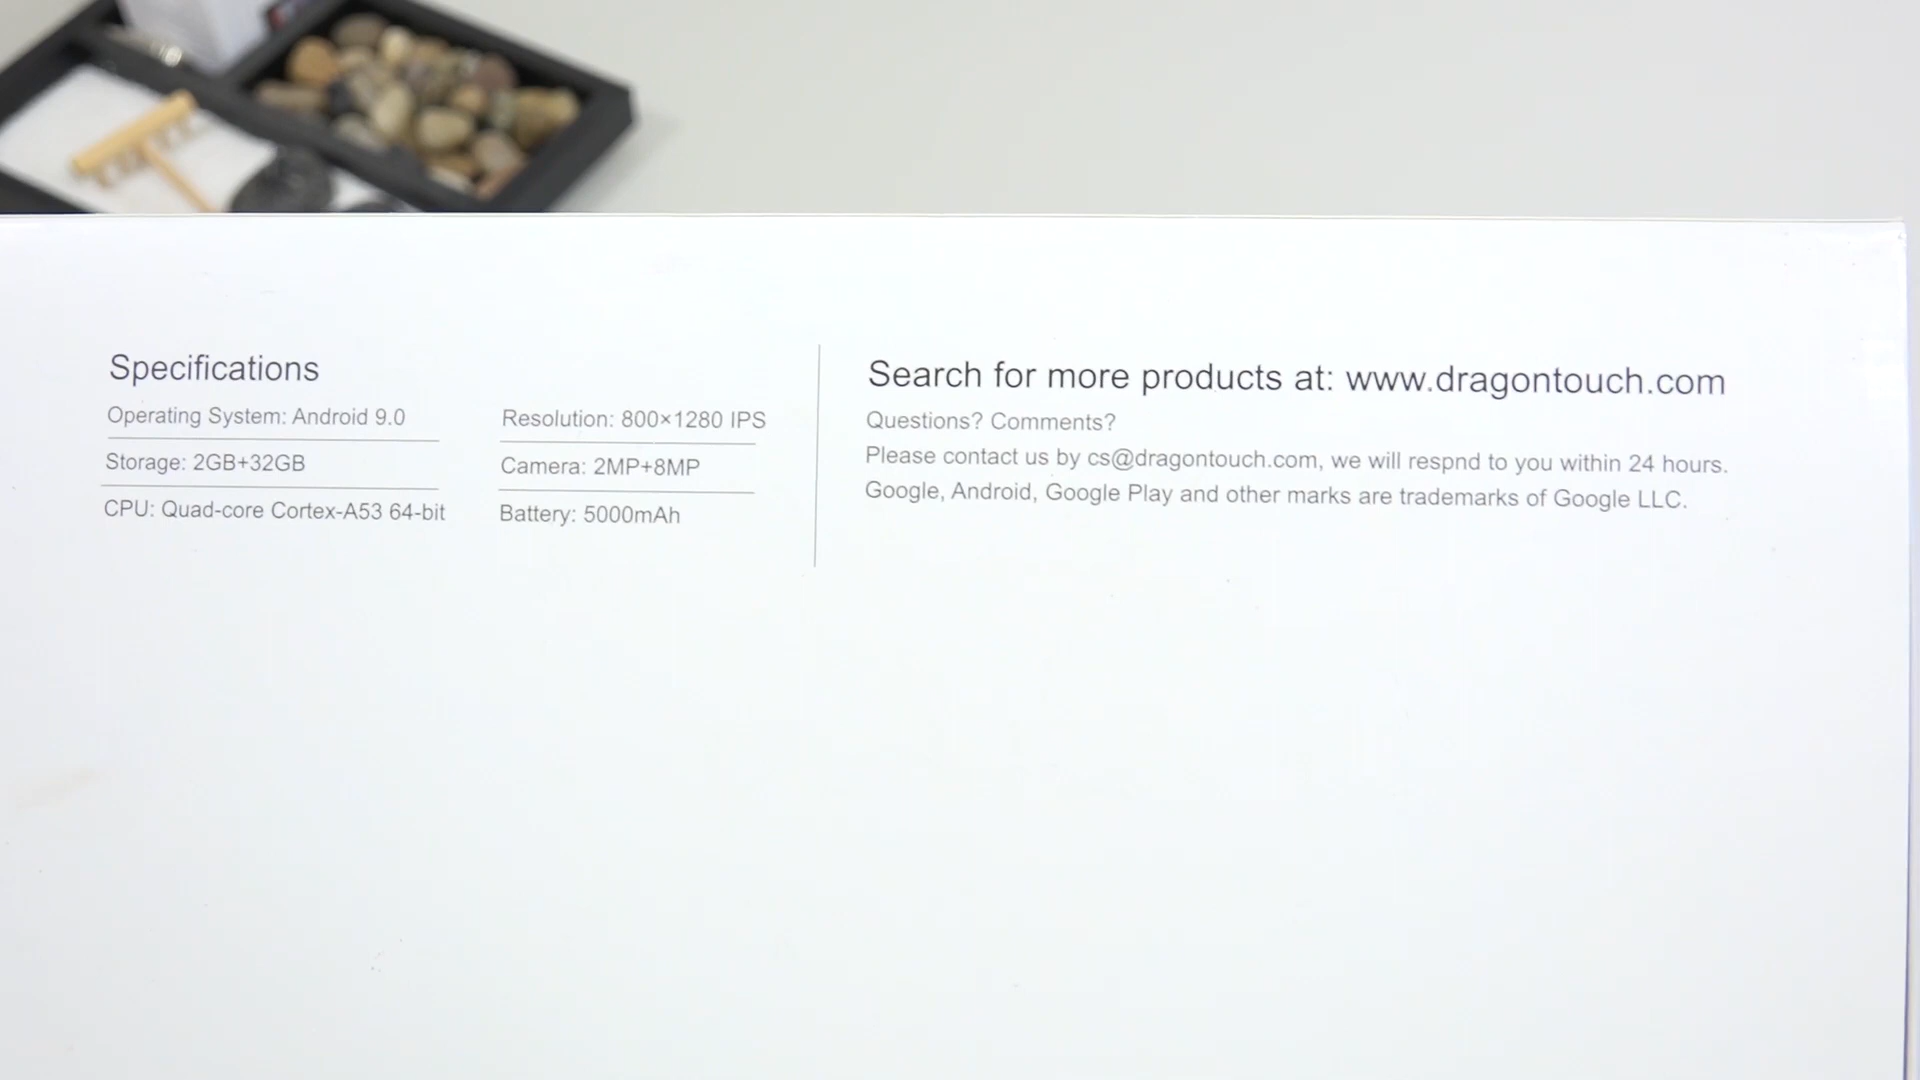 Specifications
Operating System: Android 9.0
Storage: 2GB+32GB
CPU: Quad-core Cortex-A53 64-bit
Resolution: 800×1280 IPS
Camera: 2MP+8MP
Battery: 5000mAh
Search for more products at: www.dragontouch.com
Questions? Comments?
Please contact us by cs@dragontouch.com, we will respnd to you within 24 hours.
Google, Android, Google Play and other marks are trademarks of Google LLC.